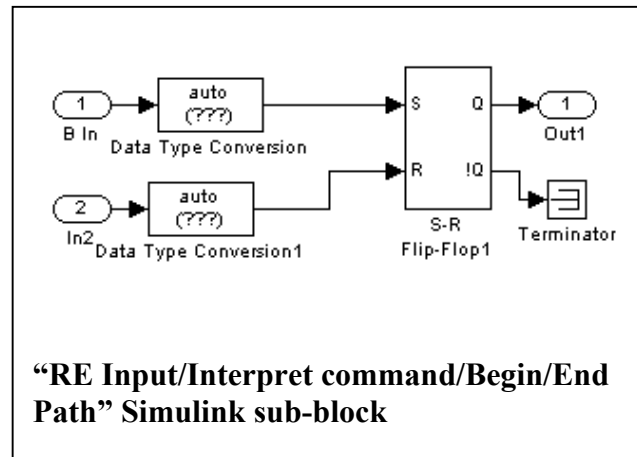 1
B In
auto
(???)
Data Type Conversion
S
Q
1
Out1
2
In2
auto
(???)
Data Type Conversion1
R
!Q
S-R
Flip-Flop1
Terminator
“RE Input/Interpret command/Begin/End
Path” Simulink sub-block